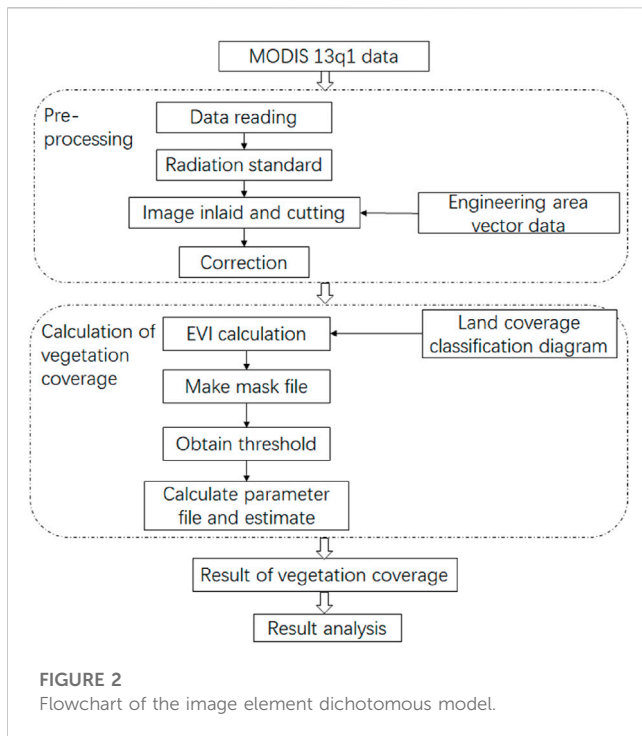 MODIS 13q1 data
Pre-
processing
Data reading
Radiation standard
Image inlaid and cutting
Engineering area
vector data
Correction
Calculation of
vegetation
coverage
EVI calculation
Land coverage
classification diagram
Make mask file
Obtain threshold
Calculate parameter
file and estimate
Result of vegetation coverage
Result analysis
FIGURE 2
Flowchart of the image element dichotomous model.